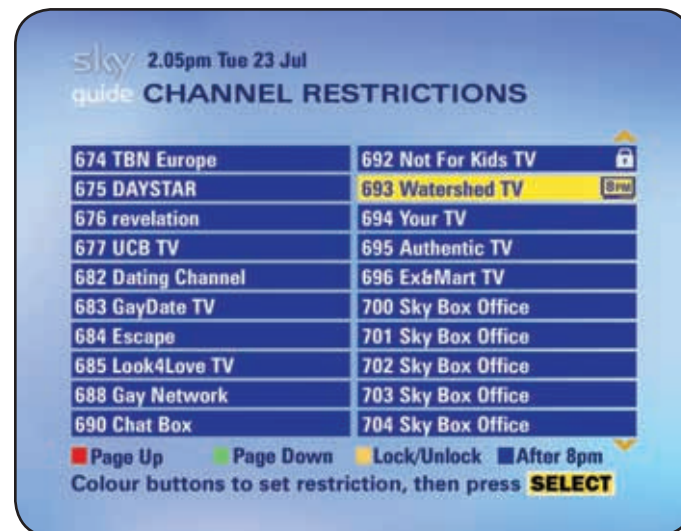 sky 2.05pm Tue 23 Jul
guide CHANNEL RESTRICTIONS
674 TBN Europe
675 DAYSTAR
676 revelation
677 UCB TV
682 Dating Channel
683 GayDate TV
684 Escape
685 Look4Love TV
688 Gay Network
690 Chat Box
692 Not For Kids TV
693 Watershed TV 8PM
694 Your TV
695 Authentic TV
696 Ex&Mart TV
700 Sky Box Office
701 Sky Box Office
702 Sky Box Office
703 Sky Box Office
704 Sky Box Office
Page Up Page Down Lock/Unlock After 8pm
Colour buttons to set restriction, then press SELECT